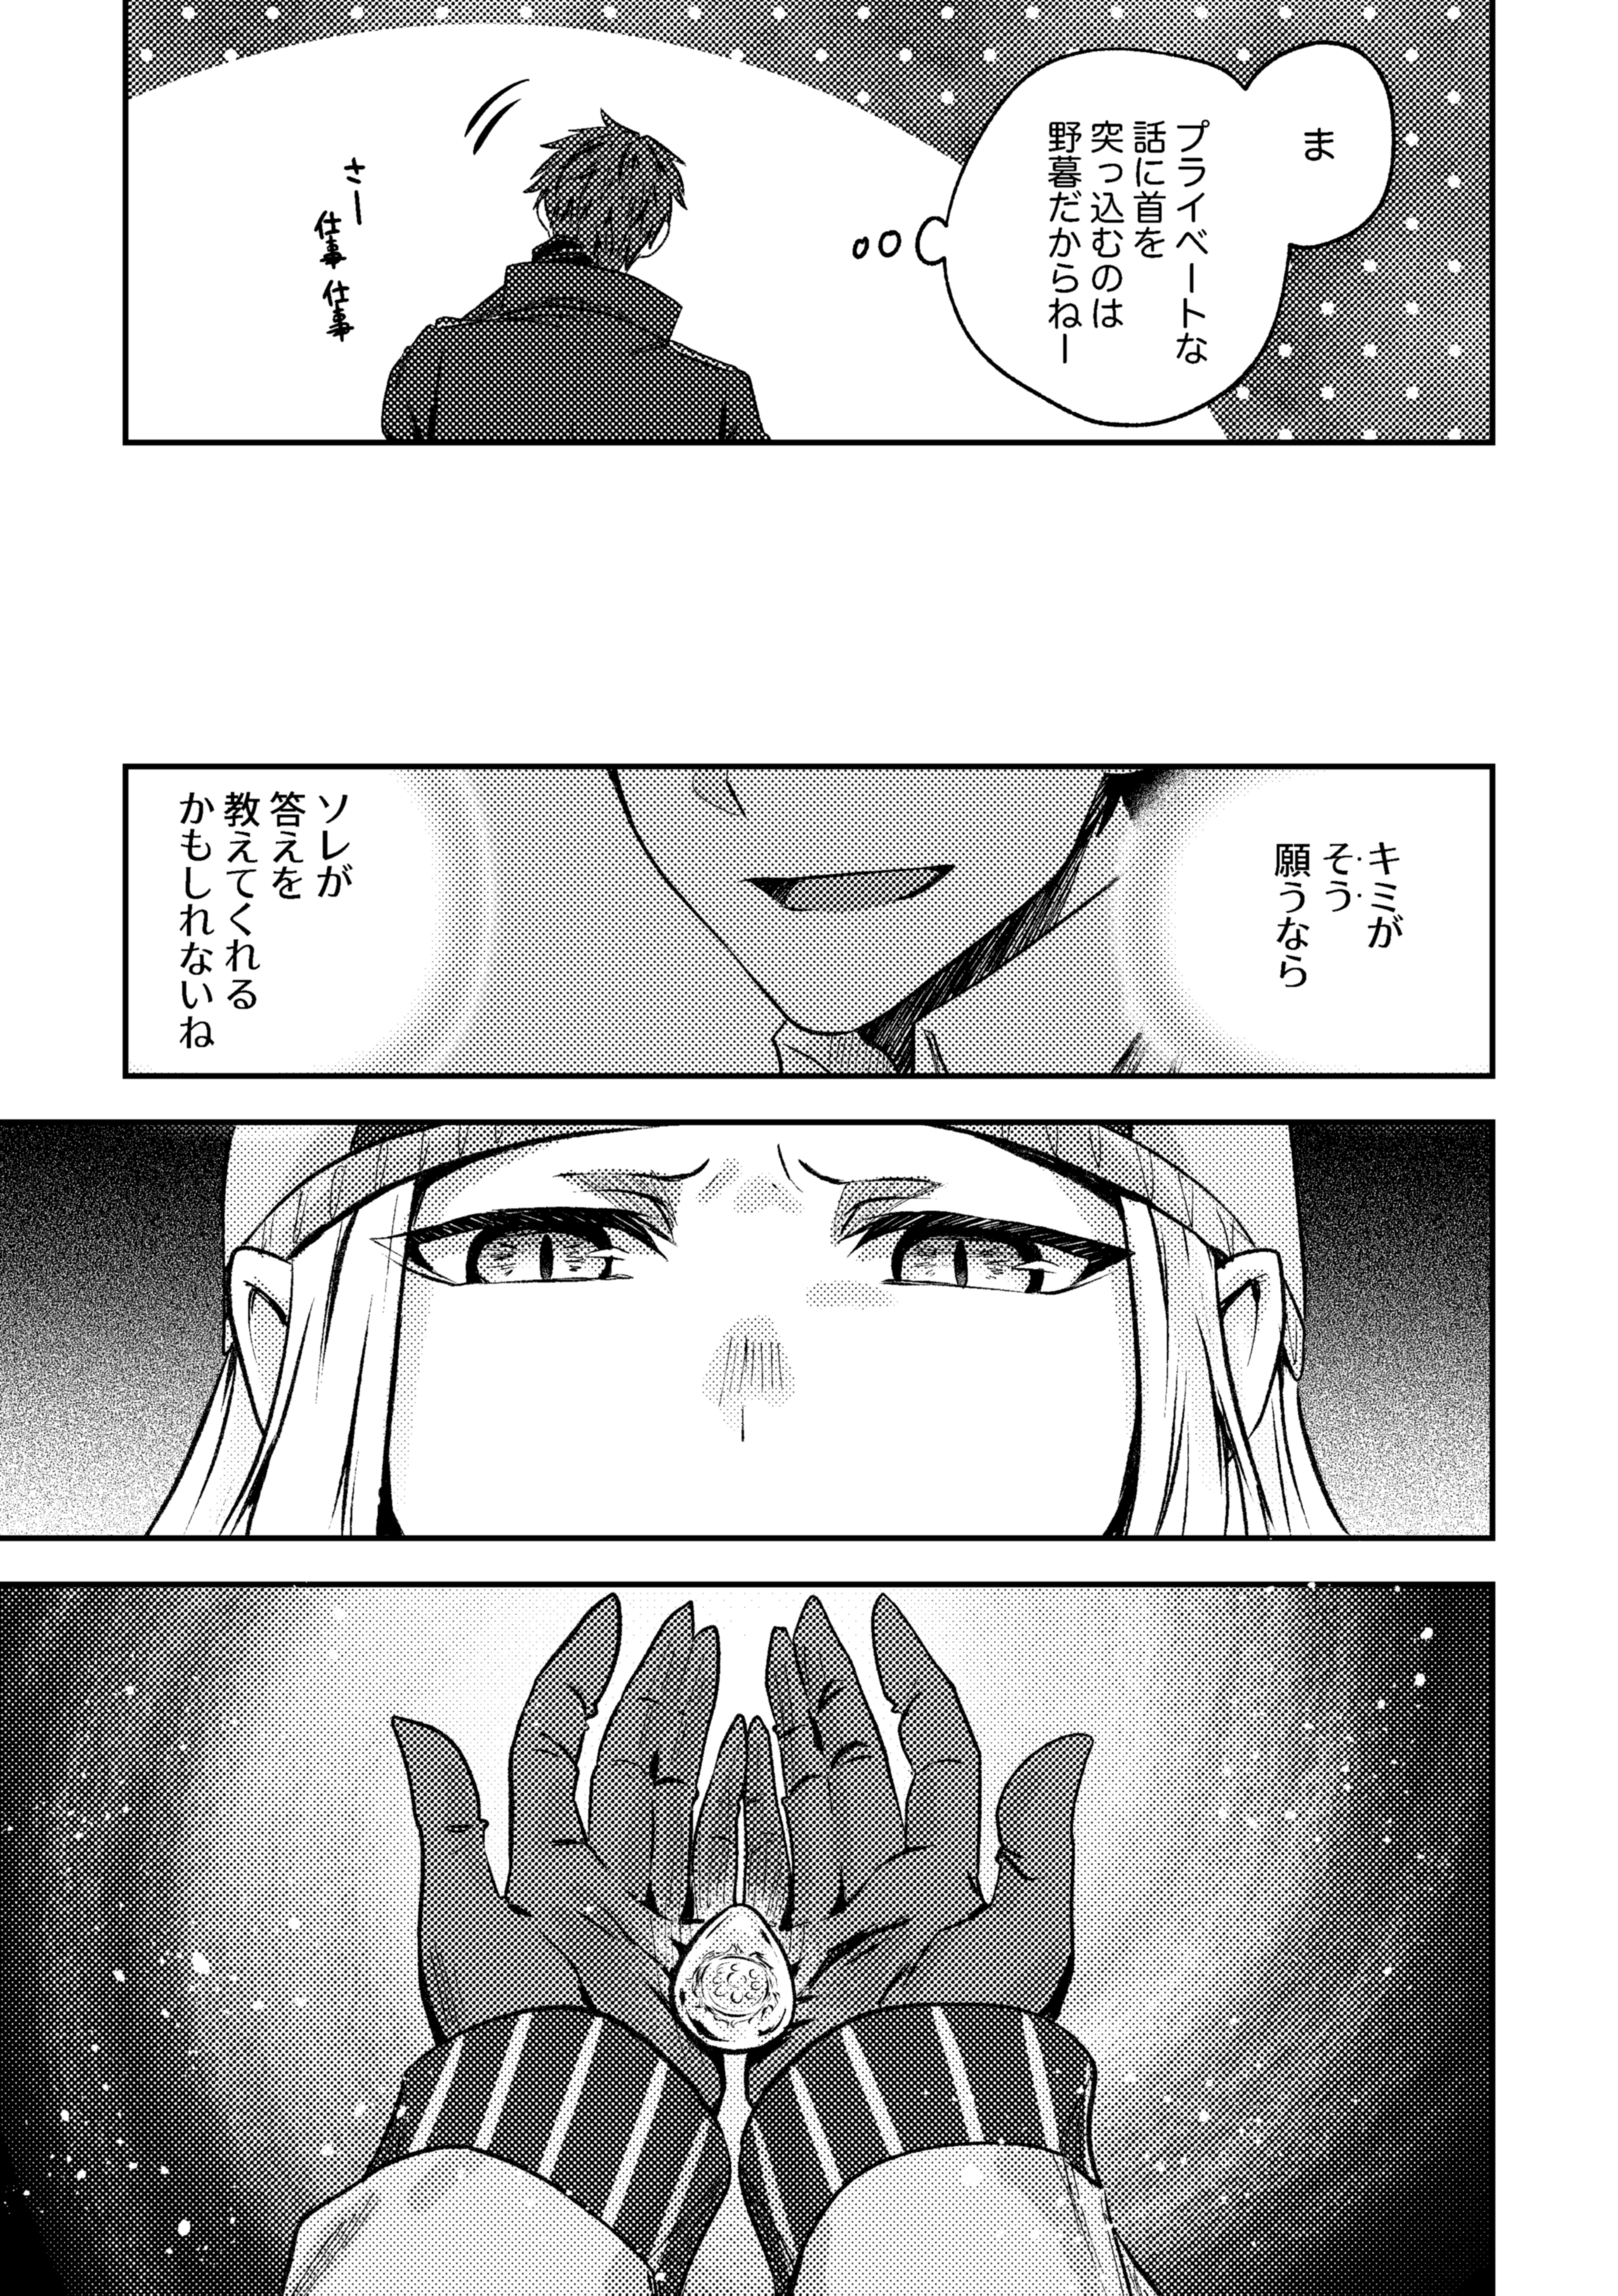 ま
プライベートな
話に首を
突っ込むのは
野暮だからねー
さー
仕事仕事
キミが
そう
願うなら
ソレが
答えを
教えてくれる
かもしれないね